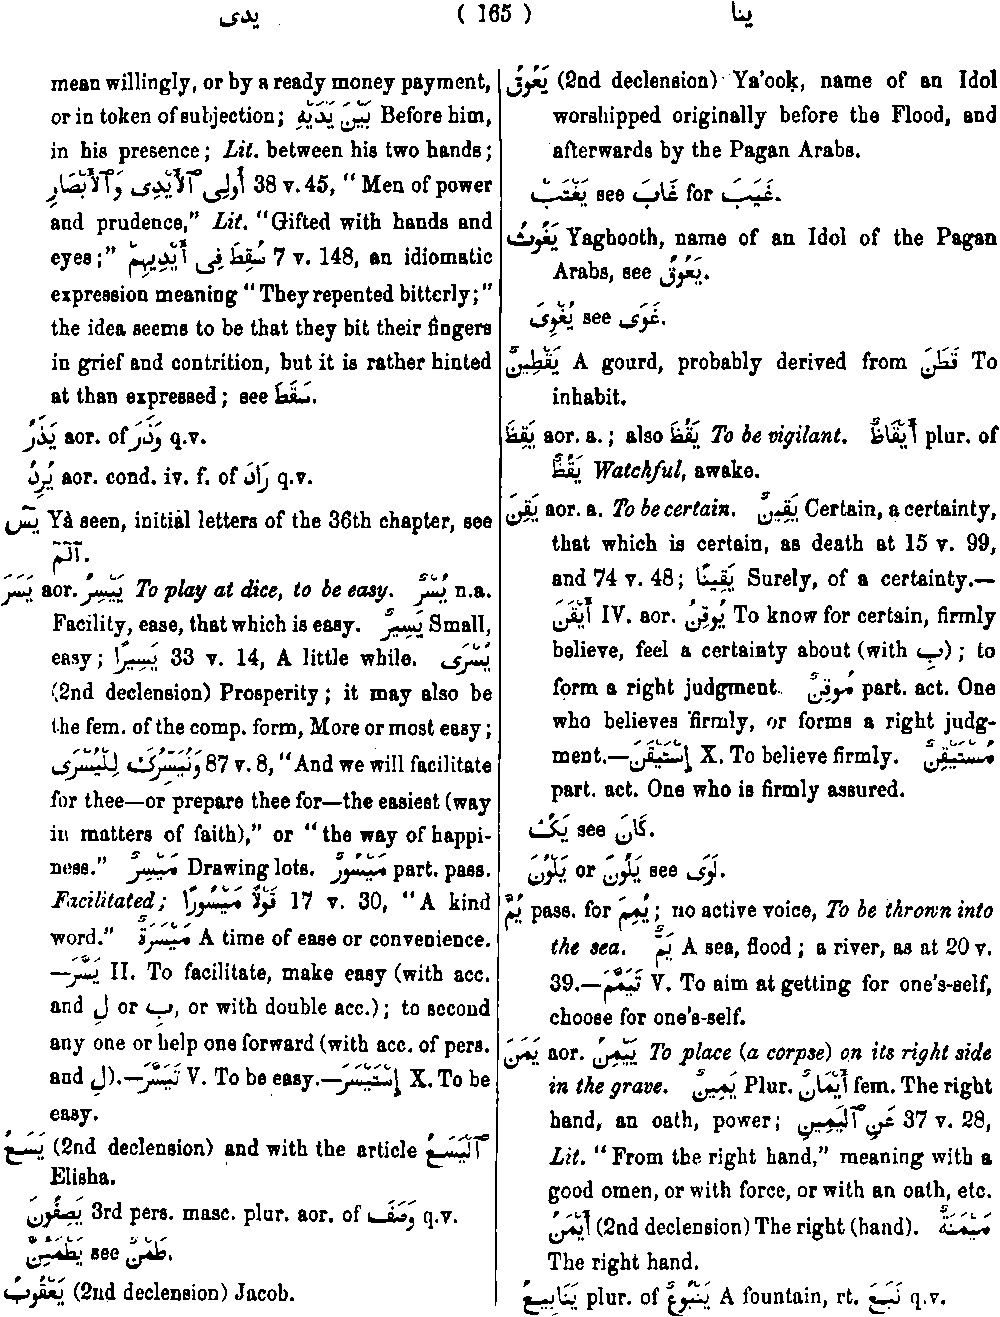 يدى ( 165 ) ينا
mean willingly, or by a ready money payment,
or in token of subjection; بَيْنَ يَدَيْهِ Before him,
in his presence; Lit. between his two hands;
أُولِى ٱلْأَيْدِى وَٱلْأَبْصَارِ 38 v. 45, “Men of power
and prudence,” Lit. “Gifted with hands and
eyes;” سُقِطَ فِى أَيْدِيهِمْ 7 v. 148, an idiomatic
expression meaning “They repented bitterly;”
the idea seems to be that they bit their fingers
in grief and contrition, but it is rather hinted
at than expressed; see سَقَطَ.
يَذَرُ aor. of وَذَرَ q.v.
يُرِدْ aor. cond. iv. f. of رَادَ q.v.
يٰسٓ Yà seen, initial letters of the 36th chapter, see
آلٓمٓ.
يَسَرَ aor. يَيْسِرُ To play at dice, to be easy. يُسْرٌ n.a.
Facility, ease, that which is easy. يَسِيرٌ Small,
easy; يَسِيرًا 33 v. 14, A little while. يُسْرَى
(2nd declension) Prosperity; it may also be
the fem. of the comp. form, More or most easy;
وَنُيَسِّرُكَ لِلْيُسْرَى 87 v. 8, “And we will facilitate
for thee—or prepare thee for—the easiest (way
in matters of faith),” or “the way of happi-
ness.” مَيْسِرٌ Drawing lots. مَيْسُورٌ part. pass.
Facilitated; قَوْلًا مَيْسُورًا 17 v. 30, “A kind
word.” مَيْسَرَةٌ A time of ease or convenience.
—يَسَّرَ II. To facilitate, make easy (with acc.
and لِ or بِ, or with double acc.); to second
any one or help one forward (with acc. of pers.
and لِ).—تَيَسَّرَ V. To be easy.—إِسْتَيْسَرَ X. To be
easy.
يَسَعُ (2nd declension) and with the article ٱلْيَسَعُ
Elisha.
يَصِفُونَ 3rd pers. masc. plur. aor. of وَصَفَ q.v.
يَطْمَئِنُّ see طَمْنٌ.
يَعْقُوبُ (2nd declension) Jacob.
يَعُوقُ (2nd declension) Ya’ooḳ, name of an Idol
worshipped originally before the Flood, and
afterwards by the Pagan Arabs.
يَغْتَبْ see غَابَ for غَيَبَ.
يَغُوثُ Yaghooth, name of an Idol of the Pagan
Arabs, see يَعُوقُ.
يُغْوِىَ see غَوَى.
يَقْطِينٌ A gourd, probably derived from قَطَنَ To
inhabit.
يَقِظَ aor. a.; also يَقُظَ To be vigilant. أَيْقَاظٌ plur. of
يَقُظٌ Watchful, awake.
يَقِنَ aor. a. To be certain. يَقِينٌ Certain, a certainty,
that which is certain, as death at 15 v. 99,
and 74 v. 48; يَقِينًا Surely, of a certainty.—
أَيْقَنَ IV. aor. يُوقِنُ To know for certain, firmly
believe, feel a certainty about (with بِ); to
form a right judgment. مُوقِنٌ part. act. One
who believes firmly, or forms a right judg-
ment.—إِسْتَيْقَنَ X. To believe firmly. مُسْتَيْقِنٌ
part. act. One who is firmly assured.
يَكُ see كَانَ.
يَلُونَ or يَلْوُونَ see لَوَى.
يُمَّ pass. for يُمِمَ; no active voice, To be thrown into
the sea. يَمٌّ A sea, flood; a river, as at 20 v.
39.—تَيَمَّمَ V. To aim at getting for one’s-self,
choose for one’s-self.
يَمَنَ aor. يَيْمِنُ To place (a corpse) on its right side
in the grave. يَمِينٌ Plur. أَيْمَانٌ fem. The right
hand, an oath, power; عَنِ ٱلْيَمِينِ 37 v. 28,
Lit. “From the right hand,” meaning with a
good omen, or with force, or with an oath, etc.
أَيْمَنُ (2nd declension) The right (hand). مَيْمَنَةٌ
The right hand.
يَنَابِيعُ plur. of يَنْبُوعٌ A fountain, rt. نَبَعَ q.v.